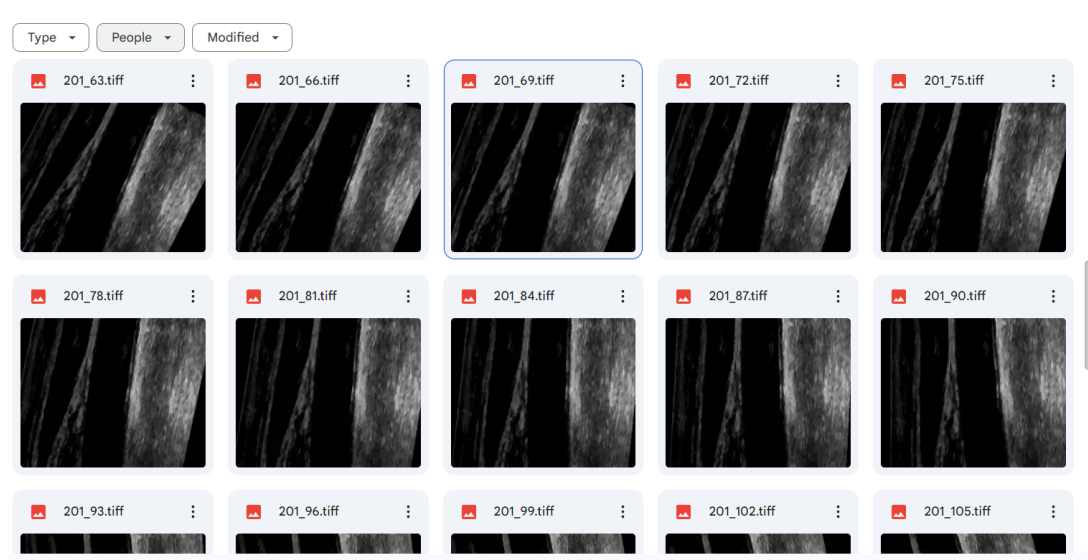 Type People Modified
201_63.tiff 201_66.tiff 201_69.tiff 201_72.tiff 201_75.tiff
201_78.tiff 201_81.tiff 201_84.tiff 201_87.tiff 201_90.tiff
201_93.tiff 201_96.tiff 201_99.tiff 201_102.tiff 201_105.tiff